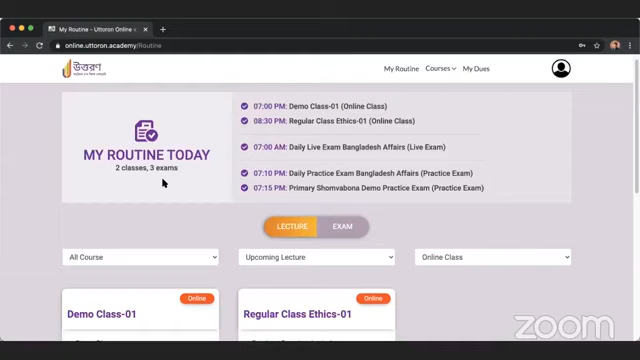 My Routine - Uttoron Online
online.uttoron.academy/Routine
উত্তরণ
My Routine Courses My Dues
MY ROUTINE TODAY
2 classes, 3 exams
07:00 PM: Demo Class-01 (Online Class)
08:30 PM: Regular Class Ethics-01 (Online Class)
07:00 AM: Daily Live Exam Bangladesh Affairs (Live Exam)
07:10 PM: Daily Practice Exam Bangladesh Affairs (Practice Exam)
07:15 PM: Primary Shomvabona Demo Practice Exam (Practice Exam)
LECTURE EXAM
All Course Upcoming Lecture Online Class
Online Online
Demo Class-01 Regular Class Ethics-01
zoom